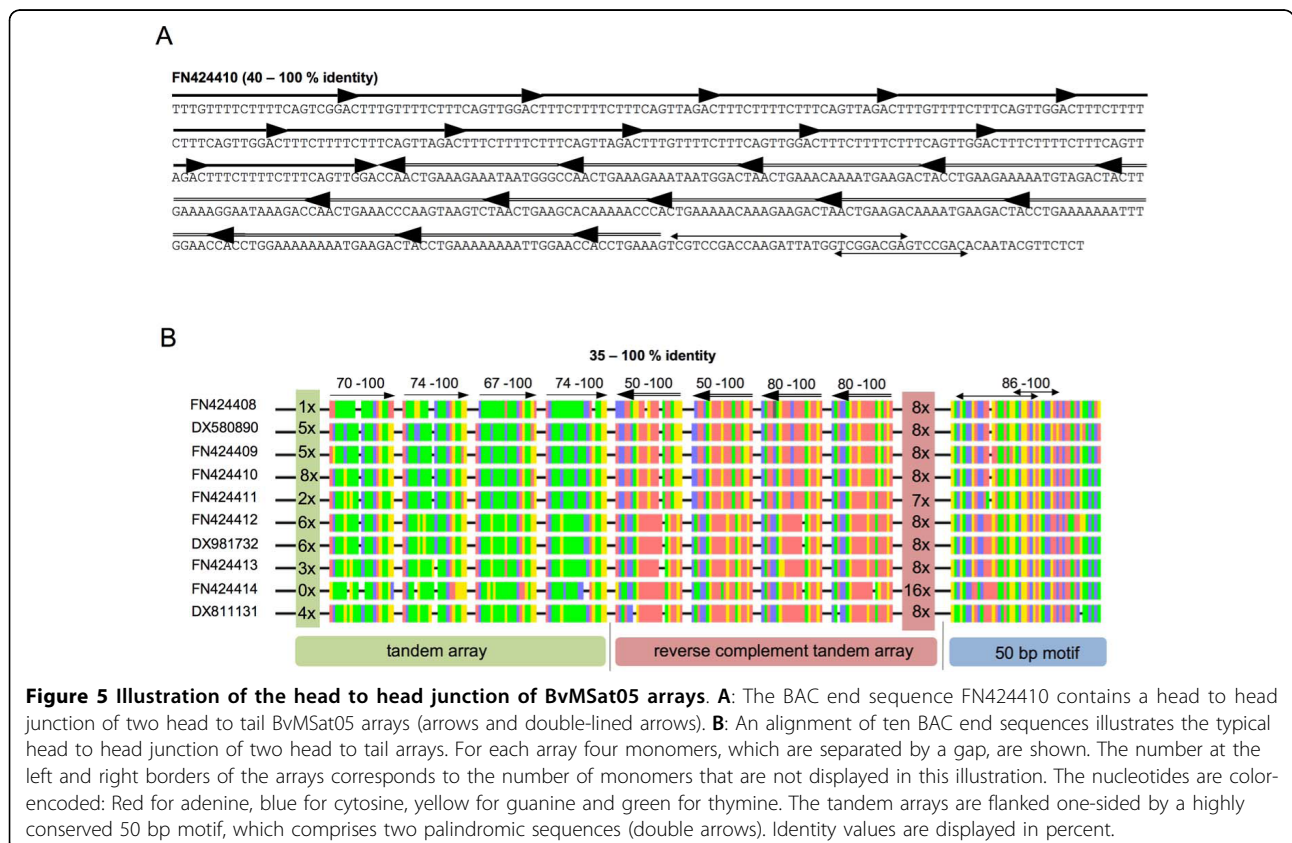 A
FN424410 (40 – 100 % identity)
TTTGTTTTCTTTTCAGTCGGACTTTGTTTTCTTTCAGTTGGACTTTCTTTTCTTTCAGTTAGACTTTCTTTTCTTTCAGTTAGACTTTGTTTTCTTTCAGTTGGACTTTCTTTT
CTTTCAGTTGGACTTTCTTTTCTTTCAGTTAGACTTTCTTTTCTTTCAGTTAGACTTTGTTTTCTTTCAGTTGGACTTTCTTTTCTTTCAGTTGGACTTTCTTTTCTTTCAGTT
AGACTTTCTTTTCTTTCAGTTGGACCAACTGAAAGAAATAATGGGCCAACTGAAAGAAATAATGGACTAACTGAAACAAAATGAAGACTACCTGAAGAAAAATGTAGACTACTT
GAAAAGGAATAAAGACCAACTGAAACCCAAGTAAGTCTAACTGAAGCACAAAAACCCACTGAAAAACAAAGAAGACTAACTGAAGACAAAATGAAGACTACCTGAAAAAAATTT
GGAACCACCTGGAAAAAAAATGAAGACTACCTGAAAAAAAATTGGAACCACCTGAAAGTCGTCCGACCAAGATTATGGTCGGACGAGTCCGACACAATACGTTCTCT
B
35 – 100 % identity
70 -100 74 -100 67 -100 74 -100 50 -100 50 -100 80 -100 80 -100 86 -100
FN424408 1x 8x
DX580890 5x 8x
FN424409 5x 8x
FN424410 8x 8x
FN424411 2x 7x
FN424412 6x 8x
DX981732 6x 8x
FN424413 3x 8x
FN424414 0x 16x
DX811131 4x 8x
tandem array reverse complement tandem array 50 bp motif
Figure 5 Illustration of the head to head junction of BvMSat05 arrays. A: The BAC end sequence FN424410 contains a head to head
junction of two head to tail BvMSat05 arrays (arrows and double-lined arrows). B: An alignment of ten BAC end sequences illustrates the typical
head to head junction of two head to tail arrays. For each array four monomers, which are separated by a gap, are shown. The number at the
left and right borders of the arrays corresponds to the number of monomers that are not displayed in this illustration. The nucleotides are color-
encoded: Red for adenine, blue for cytosine, yellow for guanine and green for thymine. The tandem arrays are flanked one-sided by a highly
conserved 50 bp motif, which comprises two palindromic sequences (double arrows). Identity values are displayed in percent.